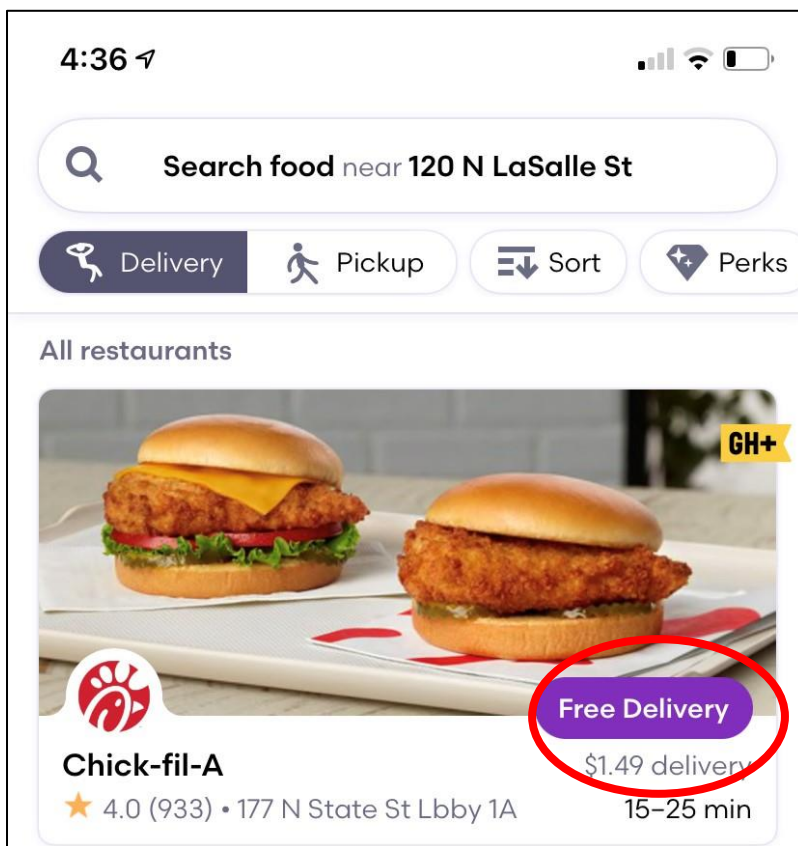 4:36
Search food near 120 N LaSalle St
Delivery Pickup Sort Perks
All restaurants
GH+
Free Delivery
Chick-fil-A $1.49 delivery
4.0 (933) • 177 N State St Lbby 1A 15–25 min